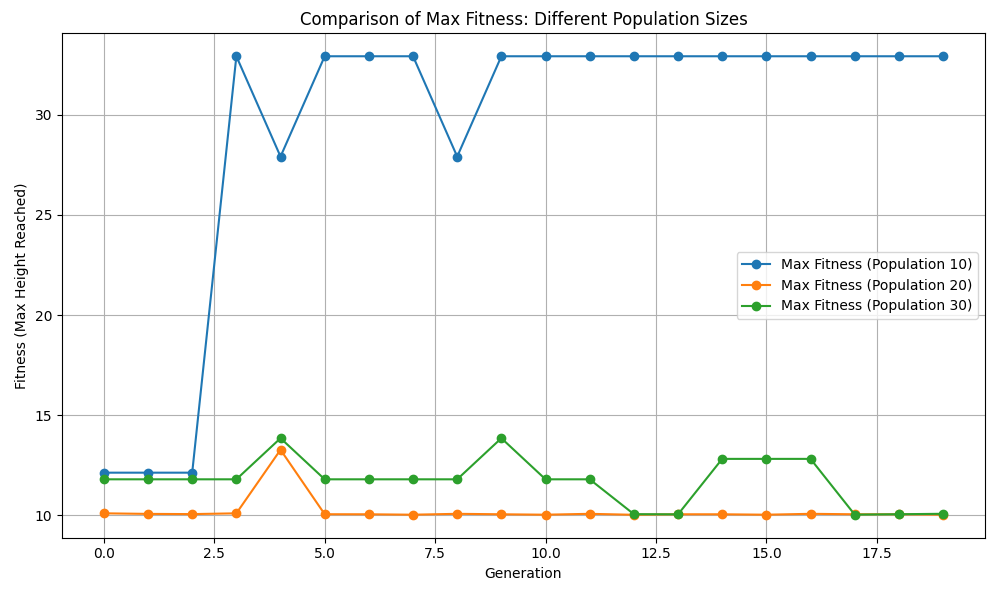 Comparison of Max Fitness: Different Population Sizes
Fitness (Max Height Reached)
30
25
20
15
10
Max Fitness (Population 10)
Max Fitness (Population 20)
Max Fitness (Population 30)
0.0 2.5 5.0 7.5 10.0 12.5 15.0 17.5
Generation